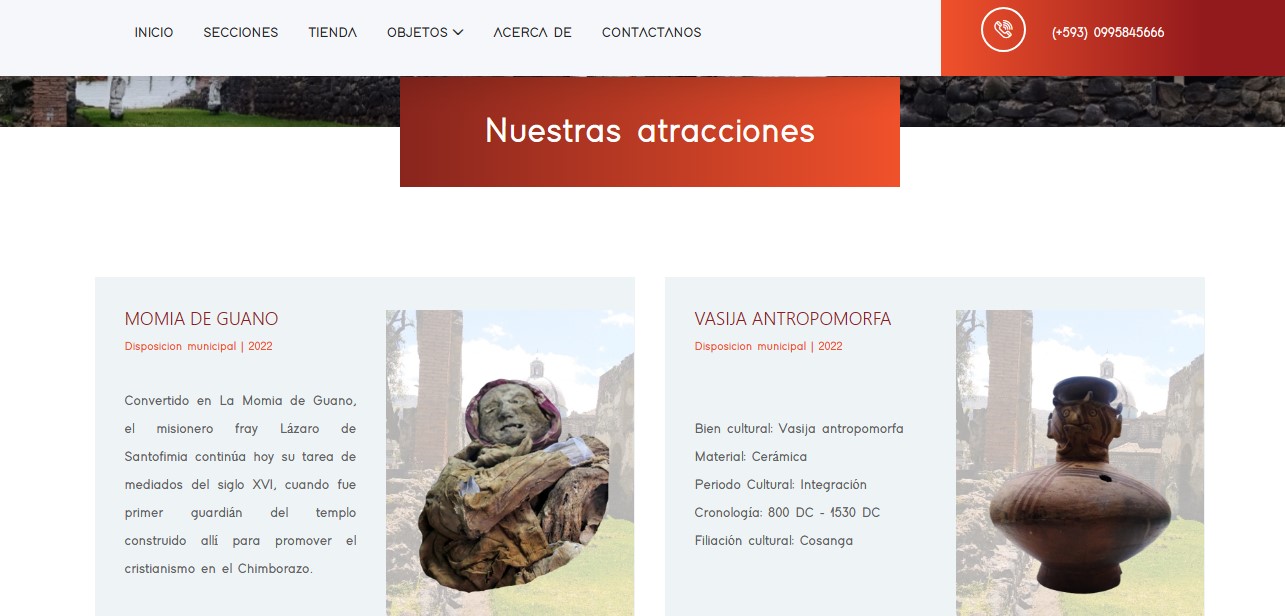 INICIO SECCIONES TIENDA OBJETOS ACERCA DE CONTACTANOS (+593) 0995845666
Nuestras atracciones
MOMIA DE GUANO
Disposicion municipal | 2022
Convertido en La Momia de Guano,
el misionero fray Lázaro de
Santofimia continúa hoy su tarea de
mediados del siglo XVI, cuando fue
primer guardián del templo
construido allí para promover el
cristianismo en el Chimborazo.
VASIJA ANTROPOMORFA
Disposicion municipal | 2022
Bien cultural: Vasija antropomorfa
Material: Cerámica
Periodo Cultural: Integración
Cronología: 800 DC - 1530 DC
Filiación cultural: Cosanga